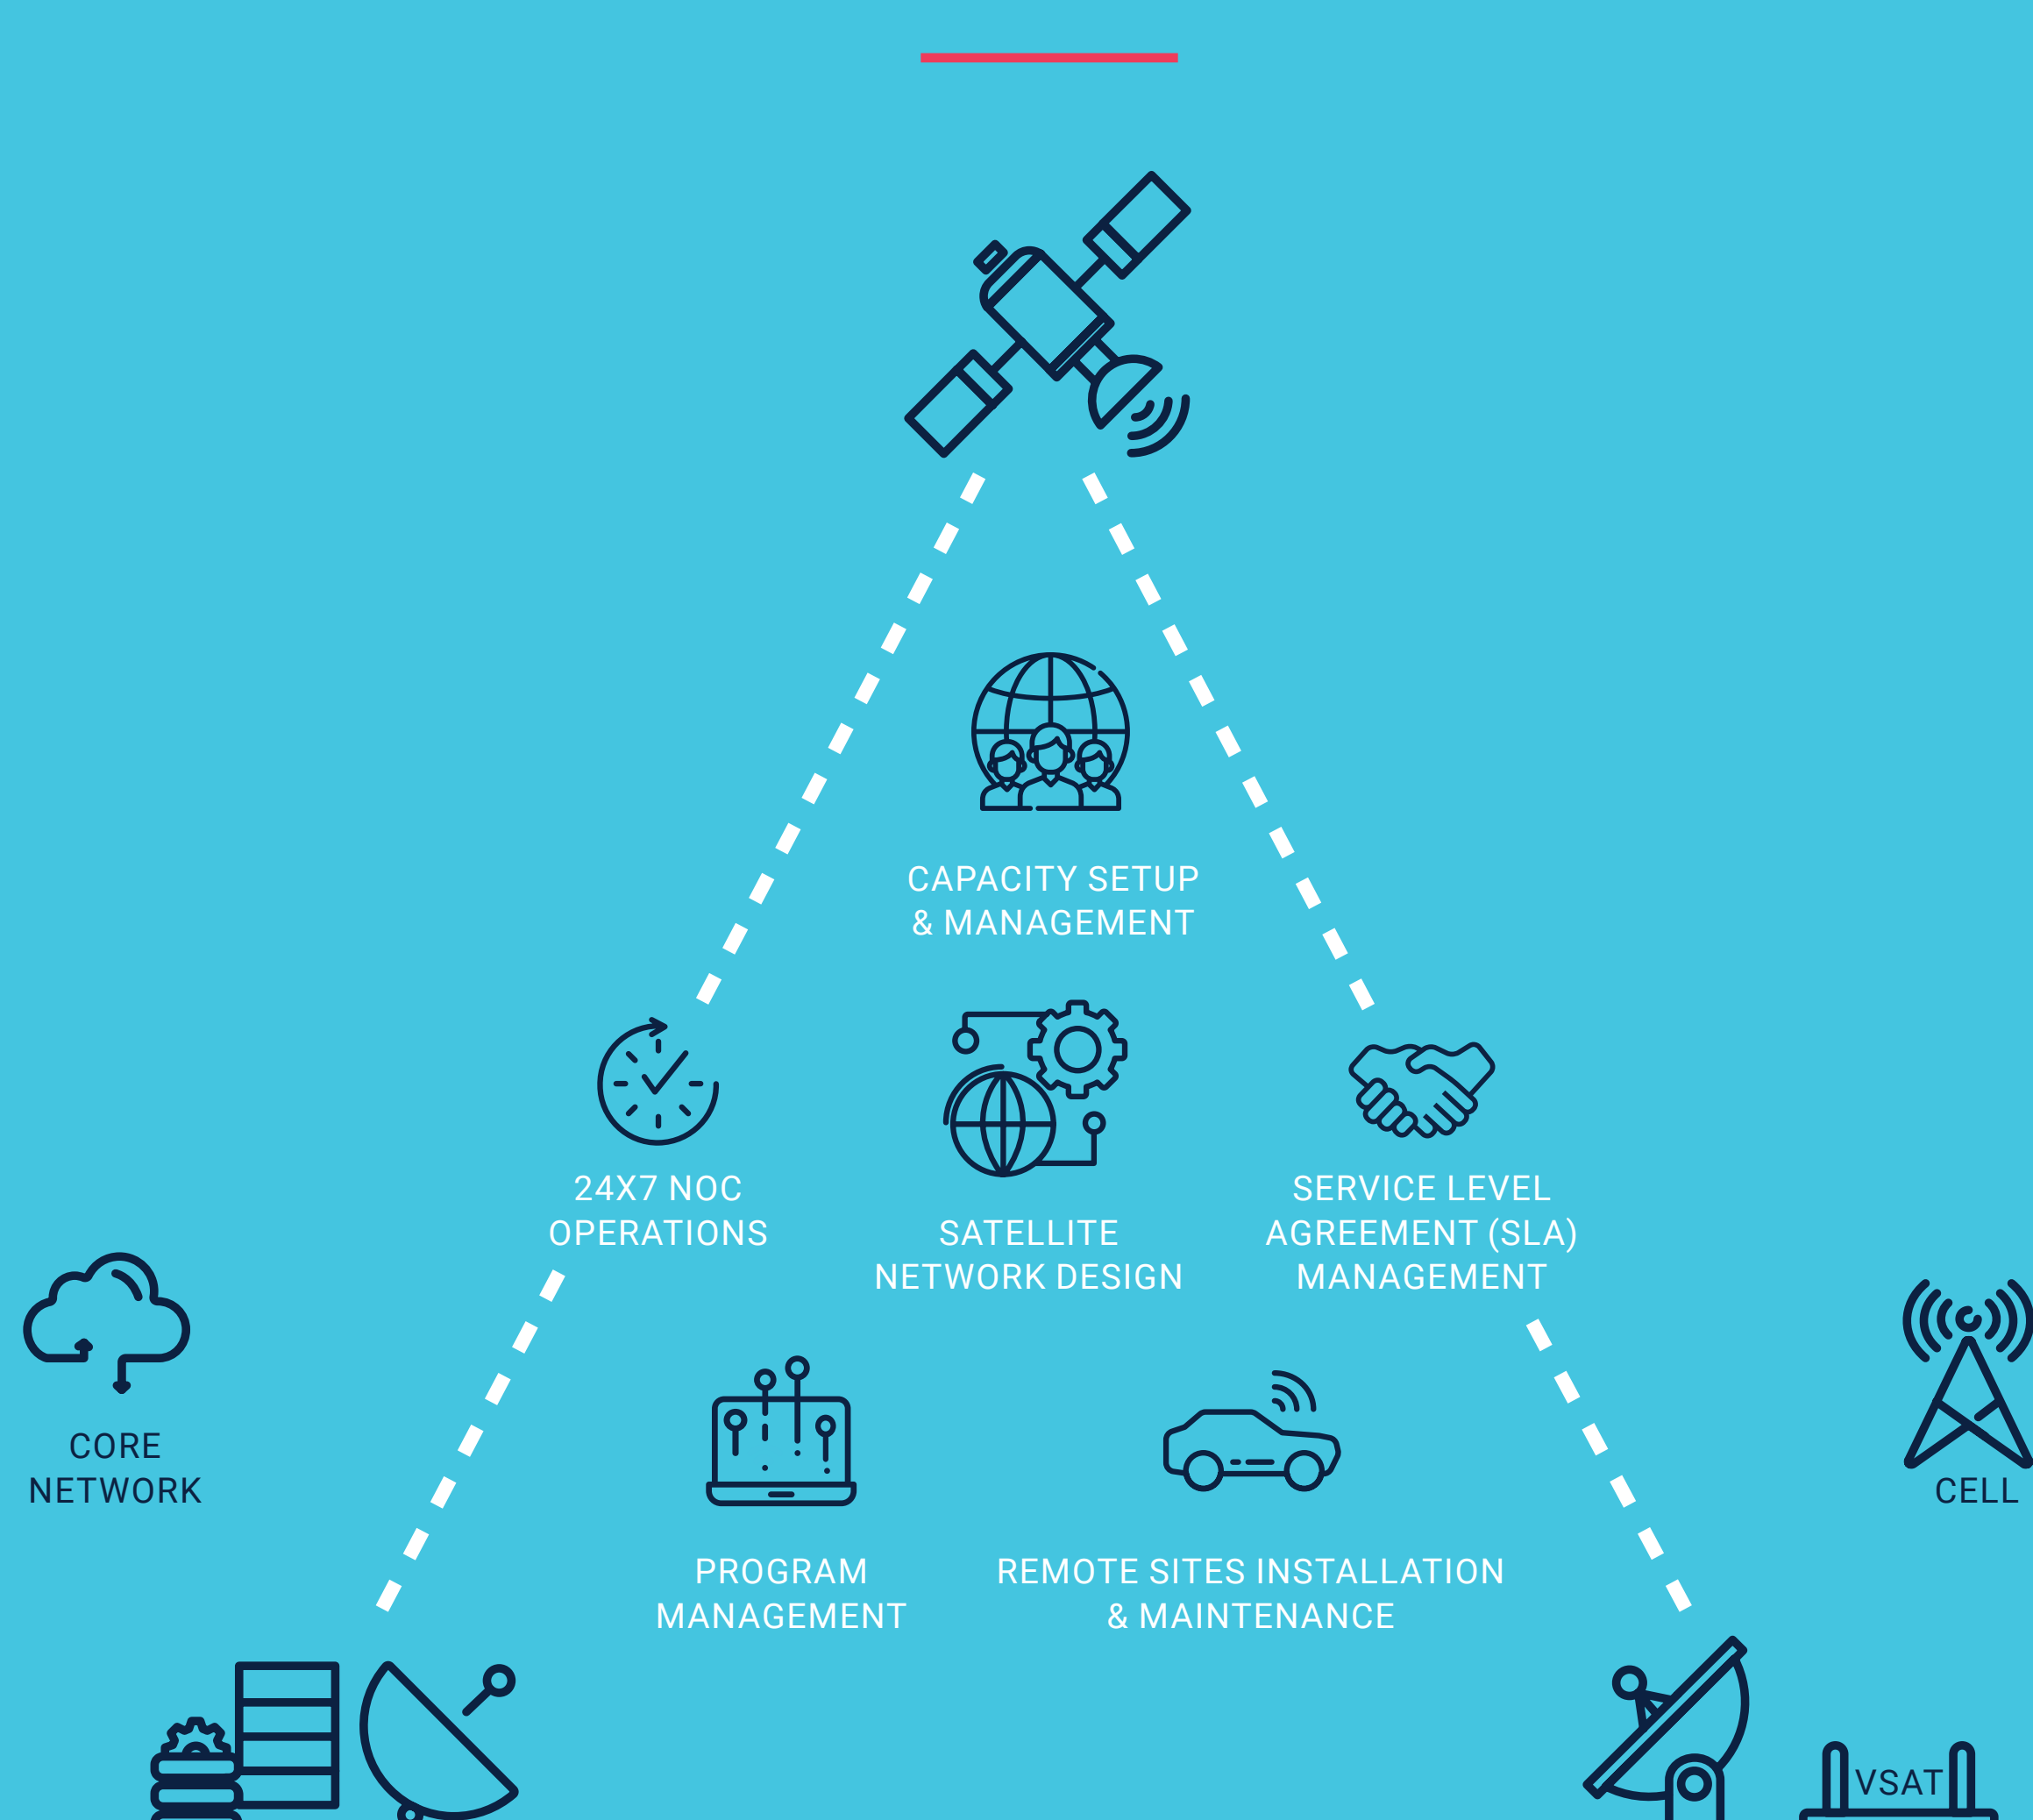 CAPACITY SETUP
& MANAGEMENT
24X7 NOC
OPERATIONS
SATELLITE
NETWORK DESIGN
SERVICE LEVEL
AGREEMENT (SLA)
MANAGEMENT
CORE
NETWORK
CELL
PROGRAM
MANAGEMENT
REMOTE SITES INSTALLATION
& MAINTENANCE
VSAT